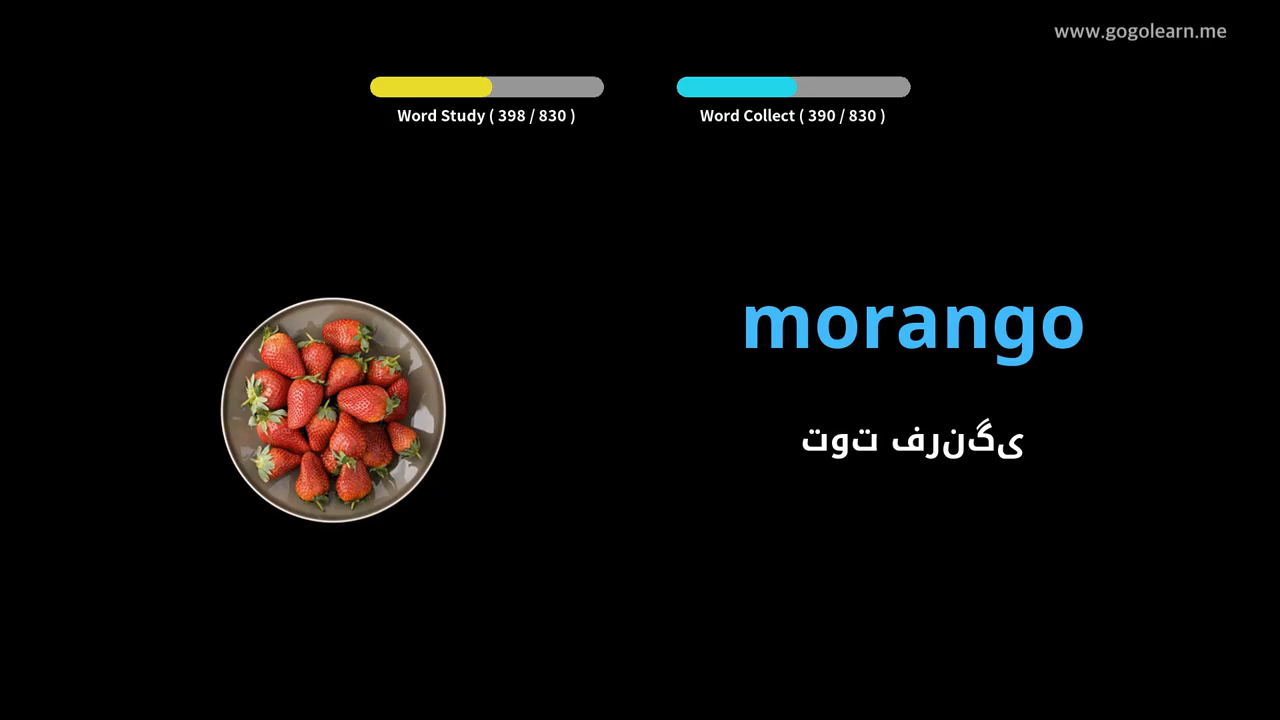 www.gogolearn.me
Word Study ( 398 / 830 )
Word Collect ( 390 / 830 )
morango
توت فرنگی